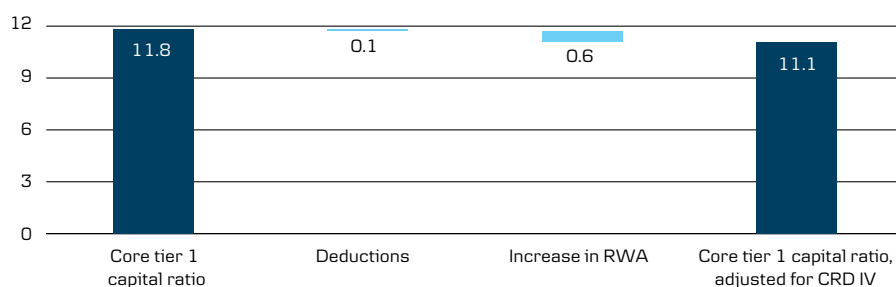 12
11.8
0.1
0.6
11.1
9
6
3
0
Core tier 1
capital ratio
Deductions
Increase in RWA
Core tier 1 capital ratio,
adjusted for CRD IV